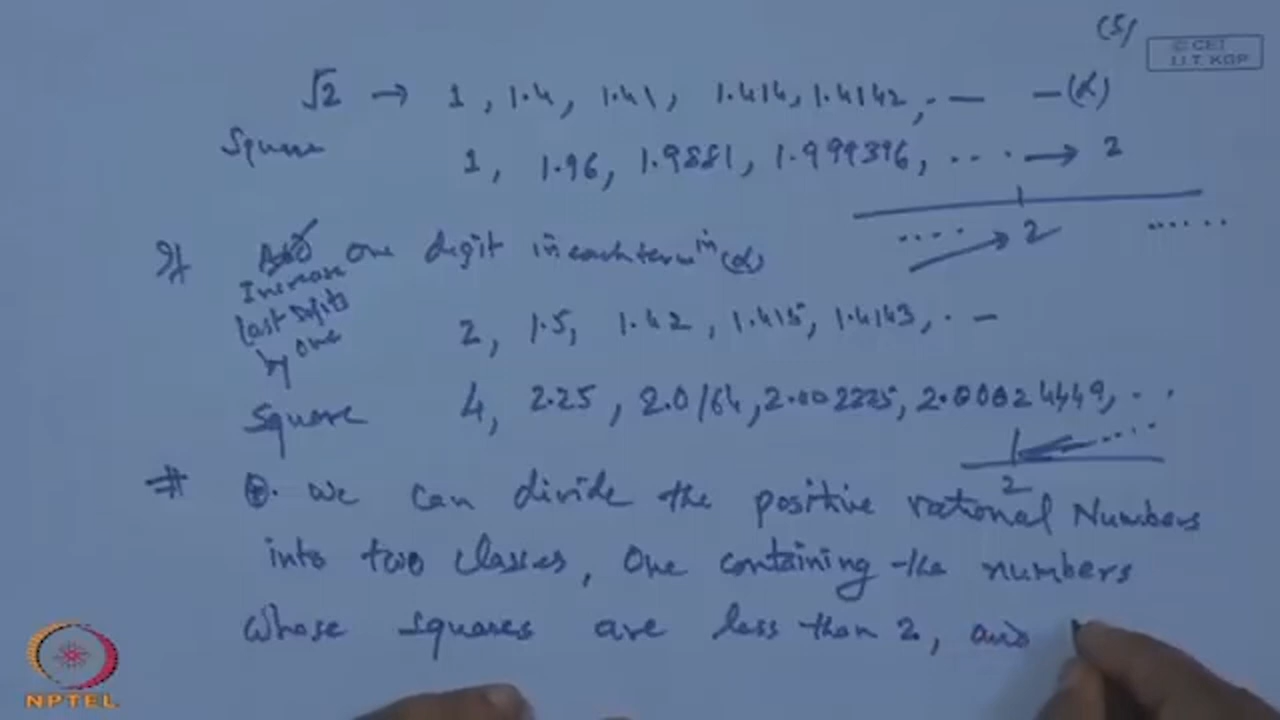 (5)
© CET
I.I.T. KGP
√2 → 1, 1.4, 1.41, 1.414, 1.4142, - — — (α)
Square
1, 1.96, 1.9881, 1.999396, ... → 2
.... 2 ......
If one digit in each term in (α)
Increase
last Digits
by one
2, 1.5, 1.42, 1.415, 1.4143, . —
Square 4, 2.25, 2.0164, 2.002225, 2.00024449, . .
2
⇒ We can divide the positive rational Numbers
into two classes, One containing the numbers
Whose squares are less than 2, and
NPTEL